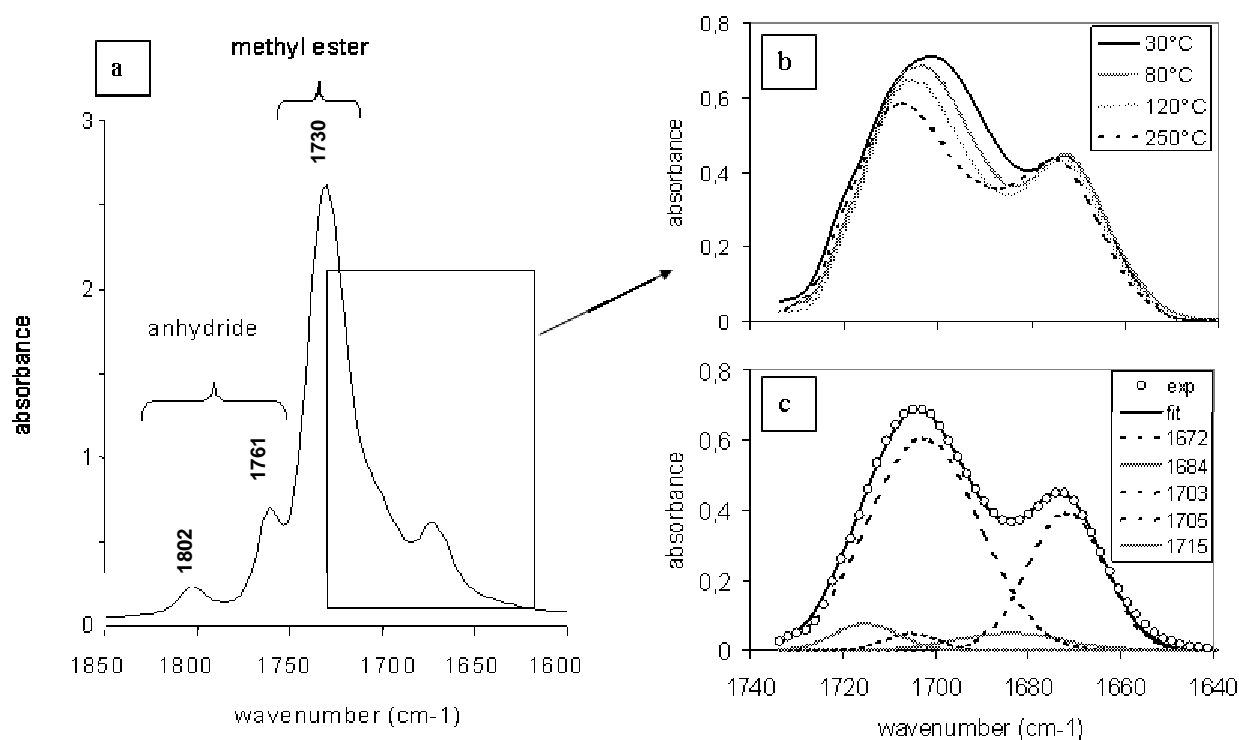 a
methyl ester
1730
anhydride
1761
1802
absorbance
3
2
1
0
1850
1800
1750
1700
1650
1600
wavenumber (cm-1)
b
30°C
80°C
120°C
250°C
absorbance
0,8
0,6
0,4
0,2
0
c
exp
fit
1672
1684
1703
1705
1715
absorbance
0,8
0,6
0,4
0,2
0
1740
1720
1700
1680
1660
1640
wavenumber (cm-1)